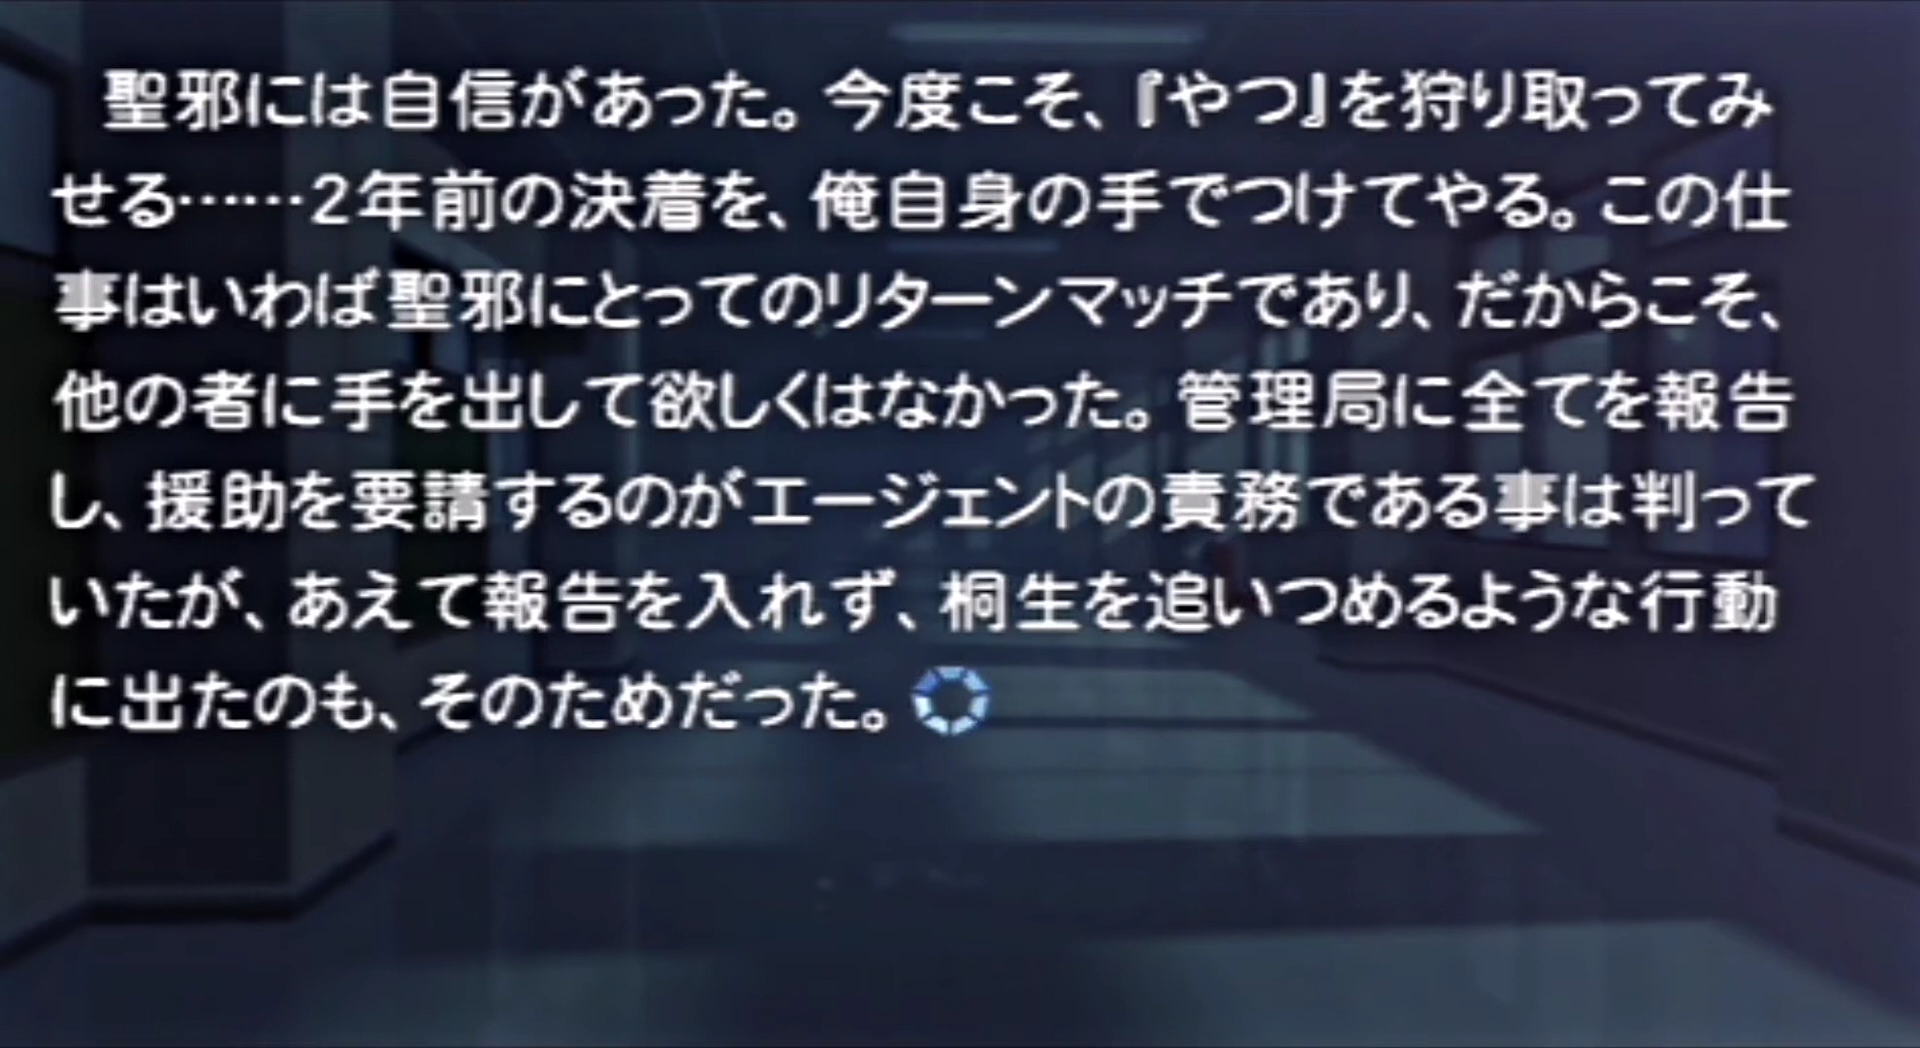 聖邪には自信があった。今度こそ、『やつ』を狩り取ってみ
せる……２年前の決着を、俺自身の手でつけてやる。この仕
事はいわば聖邪にとってのリターンマッチであり、だからこそ、
他の者に手を出して欲しくはなかった。管理局に全てを報告
し、援助を要請するのがエージェントの責務である事は判って
いたが、あえて報告を入れず、桐生を追いつめるような行動
に出たのも、そのためだった。